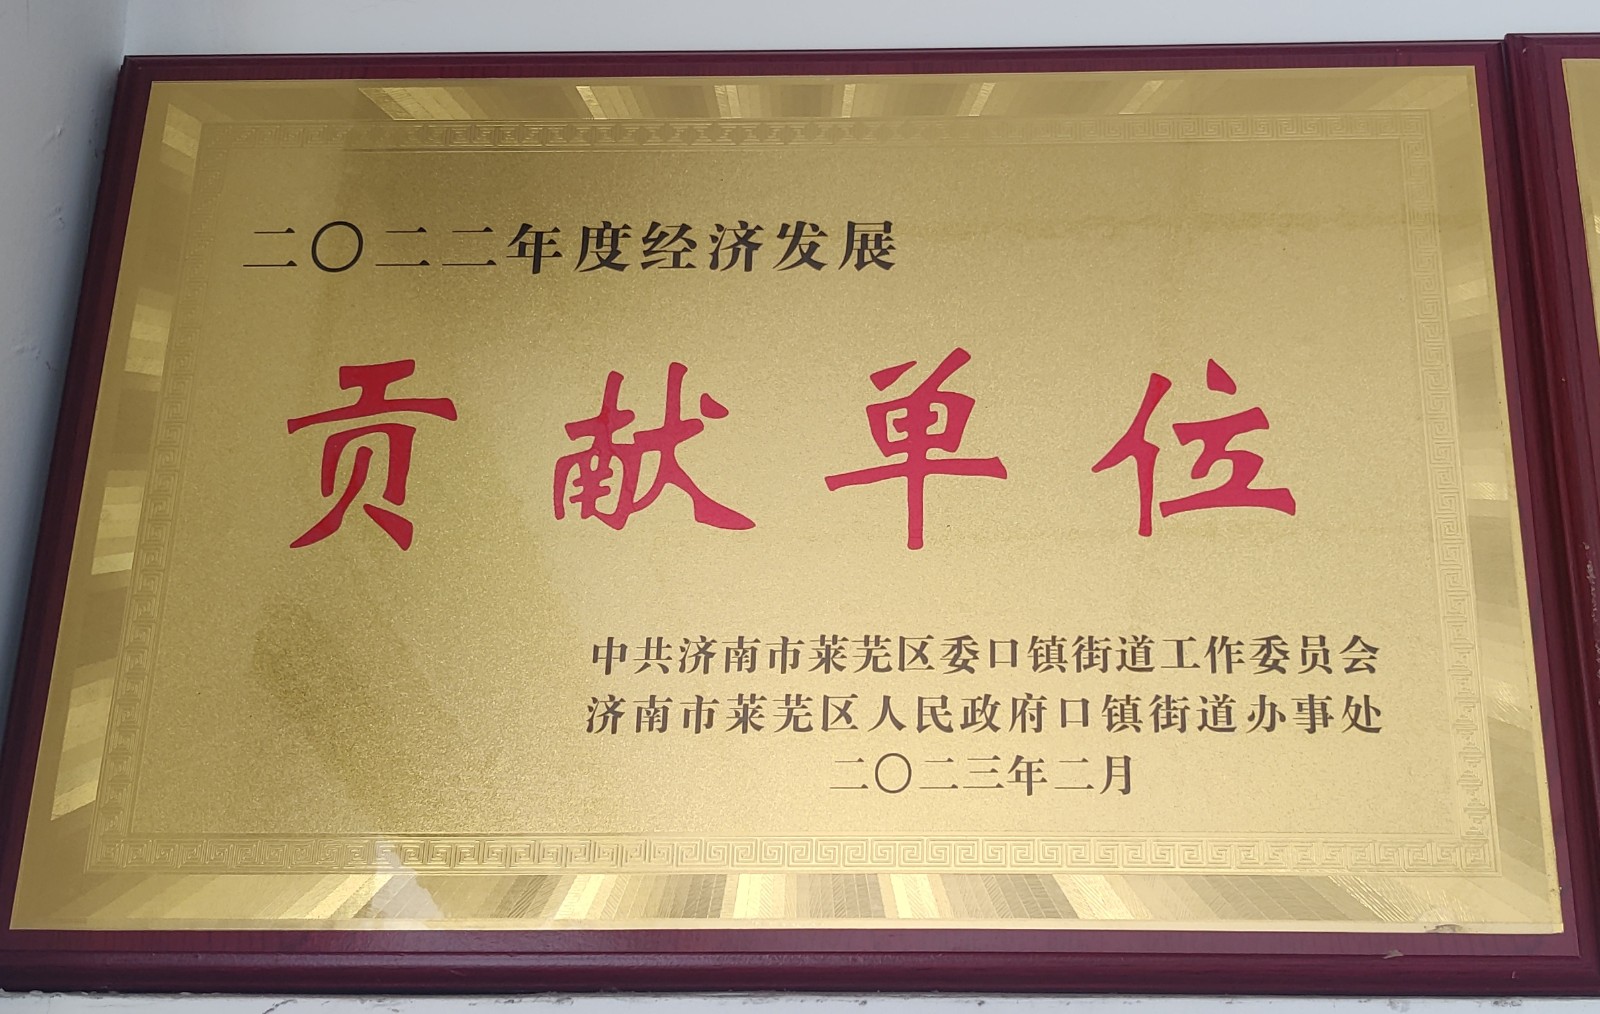 二〇二二年度经济发展
贡献单位
中共济南市莱芜区委口镇街道工作委员会
济南市莱芜区人民政府口镇街道办事处
二〇二三年二月